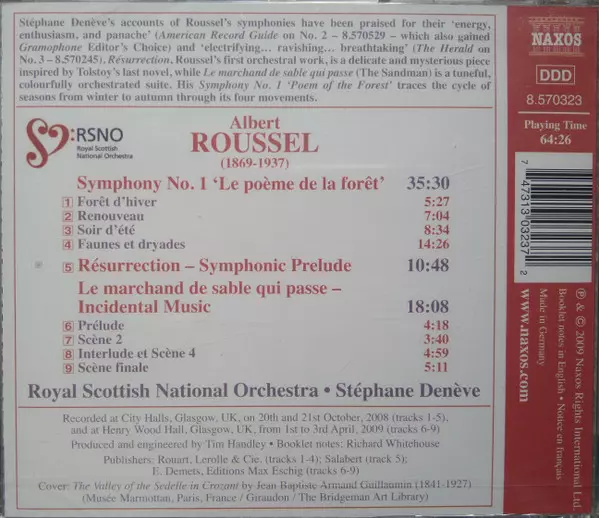 Stéphane Denève's accounts of Roussel's symphonies have been praised for their 'energy,
enthusiasm, and panache' (American Record Guide on No. 2 – 8.570529 – which also gained
Gramophone Editor's Choice) and 'electrifying... ravishing... breathtaking' (The Herald on
No. 3 – 8.570245). Résurrection, Roussel's first orchestral work, is a delicate and mysterious piece
inspired by Tolstoy's last novel, while Le marchand de sable qui passe (The Sandman) is a tuneful,
colourfully orchestrated suite. His Symphony No. 1 'Poem of the Forest' traces the cycle of
seasons from winter to autumn through its four movements.
:RSNO
Royal Scottish
National Orchestra
Albert
ROUSSEL
(1869-1937)
Symphony No. 1 'Le poème de la forêt' 35:30
1 Forêt d'hiver 5:27
2 Renouveau 7:04
3 Soir d'été 8:34
4 Faunes et dryades 14:26
5 Résurrection – Symphonic Prelude 10:48
Le marchand de sable qui passe –
Incidental Music 18:08
6 Prélude 4:18
7 Scène 2 3:40
8 Interlude et Scène 4 4:59
9 Scène finale 5:11
Royal Scottish National Orchestra • Stéphane Denève
Recorded at City Halls, Glasgow, UK, on 20th and 21st October, 2008 (tracks 1-5),
and at Henry Wood Hall, Glasgow, UK, from 1st to 3rd April, 2009 (tracks 6-9)
Produced and engineered by Tim Handley • Booklet notes: Richard Whitehouse
Publishers: Rouart, Lerolle & Cie. (tracks 1-4); Salabert (track 5);
E. Demets, Editions Max Eschig (tracks 6-9)
Cover: The Valley of the Sedelle in Crozant by Jean-Baptiste Armand Guillaumin (1841-1927)
(Musée Marmottan, Paris, France / Giraudon / The Bridgeman Art Library)
NAXOS
DDD
8.570323
Playing Time
64:26
7 47313 03237 2
℗ & © 2009 Naxos Rights International Ltd.
Booklet notes in English • Notice en français
Made in Germany
www.naxos.com